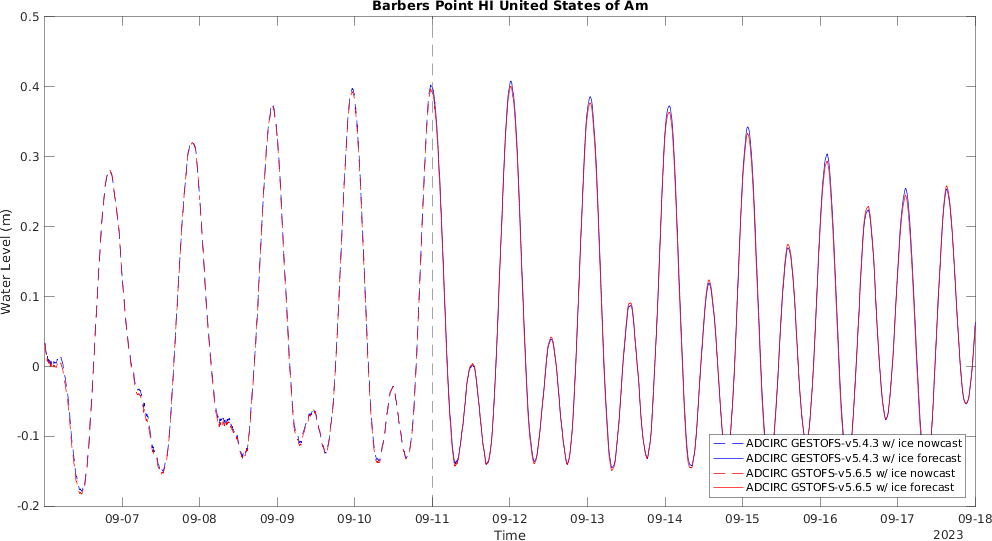 Barbers Point HI United States of Am
0.5
0.4
0.3
0.2
0.1
0
-0.1
-0.2
Water Level (m)
ADCIRC GESTOFS-v5.4.3 w/ ice nowcast
ADCIRC GESTOFS-v5.4.3 w/ ice forecast
ADCIRC GSTOFS-v5.6.5 w/ ice nowcast
ADCIRC GSTOFS-v5.6.5 w/ ice forecast
09-07 09-08 09-09 09-10 09-11 09-12 09-13 09-14 09-15 09-16 09-17 09-18
Time
2023